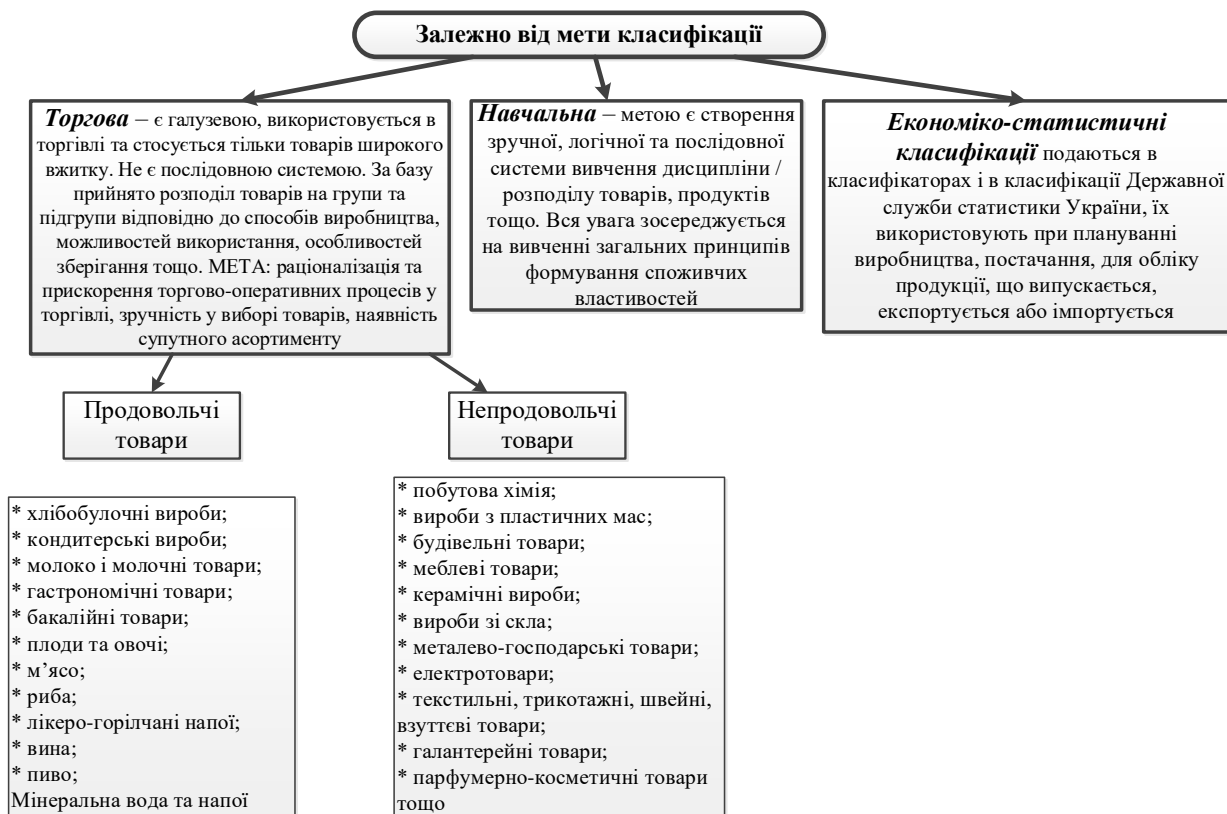 Залежно від мети класифікації
Торгова – є галузевою, використовується в
торгівлі та стосується тільки товарів широкого
вжитку. Не є послідовною системою. За базу
прийнято розподіл товарів на групи та
підгрупи відповідно до способів виробництва,
можливостей використання, особливостей
зберігання тощо. МЕТА: раціоналізація та
прискорення торгово-оперативних процесів у
торгівлі, зручність у виборі товарів, наявність
супутного асортименту
Навчальна – метою є створення
зручної, логічної та послідовної
системи вивчення дисципліни /
розподілу товарів, продуктів
тощо. Вся увага зосереджується
на вивченні загальних принципів
формування споживчих
властивостей
Економіко-статистичні
класифікації подаються в
класифікаторах і в класифікації Державної
служби статистики України, їх
використовують при плануванні
виробництва, постачання, для обліку
продукції, що випускається,
експортується або імпортується
Продовольчі
товари
Непродовольчі
товари
* хлібобулочні вироби;
* кондитерські вироби;
* молоко і молочні товари;
* гастрономічні товари;
* бакалійні товари;
* плоди та овочі;
* м’ясо;
* риба;
* лікеро-горілчані напої;
* вина;
* пиво;
Мінеральна вода та напої
* побутова хімія;
* вироби з пластичних мас;
* будівельні товари;
* меблеві товари;
* керамічні вироби;
* вироби зі скла;
* металево-господарські товари;
* електротовари;
* текстильні, трикотажні, швейні,
взуттєві товари;
* галантерейні товари;
* парфумерно-косметичні товари
тощо